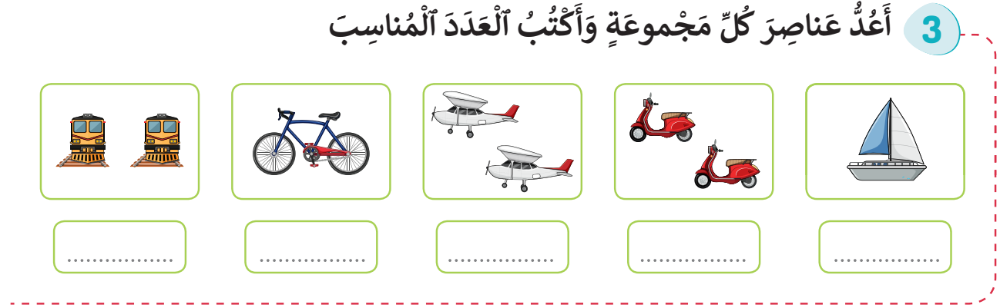 3 أَعُدُّ عَناصِرَ كُلِّ مَجْموعَةٍ وَأَكْتُبُ ٱلْعَدَدَ ٱلْمُناسِبَ